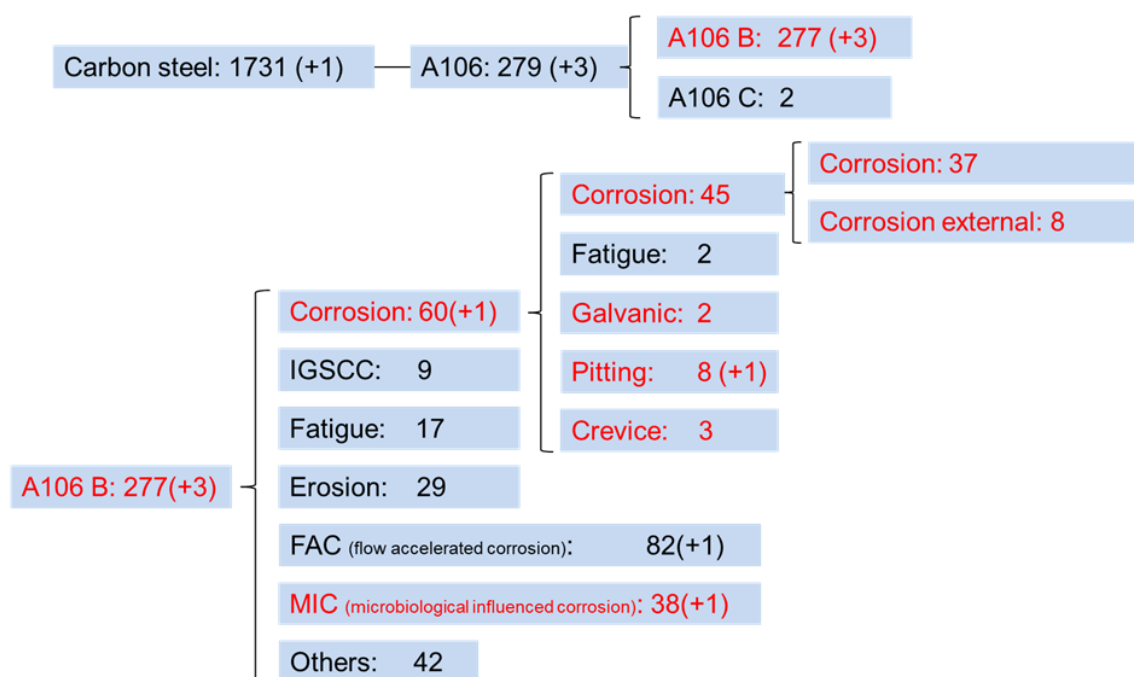 Carbon steel: 1731 (+1)
A106: 279 (+3)
A106 B: 277 (+3)
A106 C: 2
A106 B: 277(+3)
Corrosion: 60(+1)
IGSCC: 9
Fatigue: 17
Erosion: 29
FAC (flow accelerated corrosion): 82(+1)
MIC (microbiological influenced corrosion): 38(+1)
Others: 42
Corrosion: 45
Fatigue: 2
Galvanic: 2
Pitting: 8 (+1)
Crevice: 3
Corrosion: 37
Corrosion external: 8